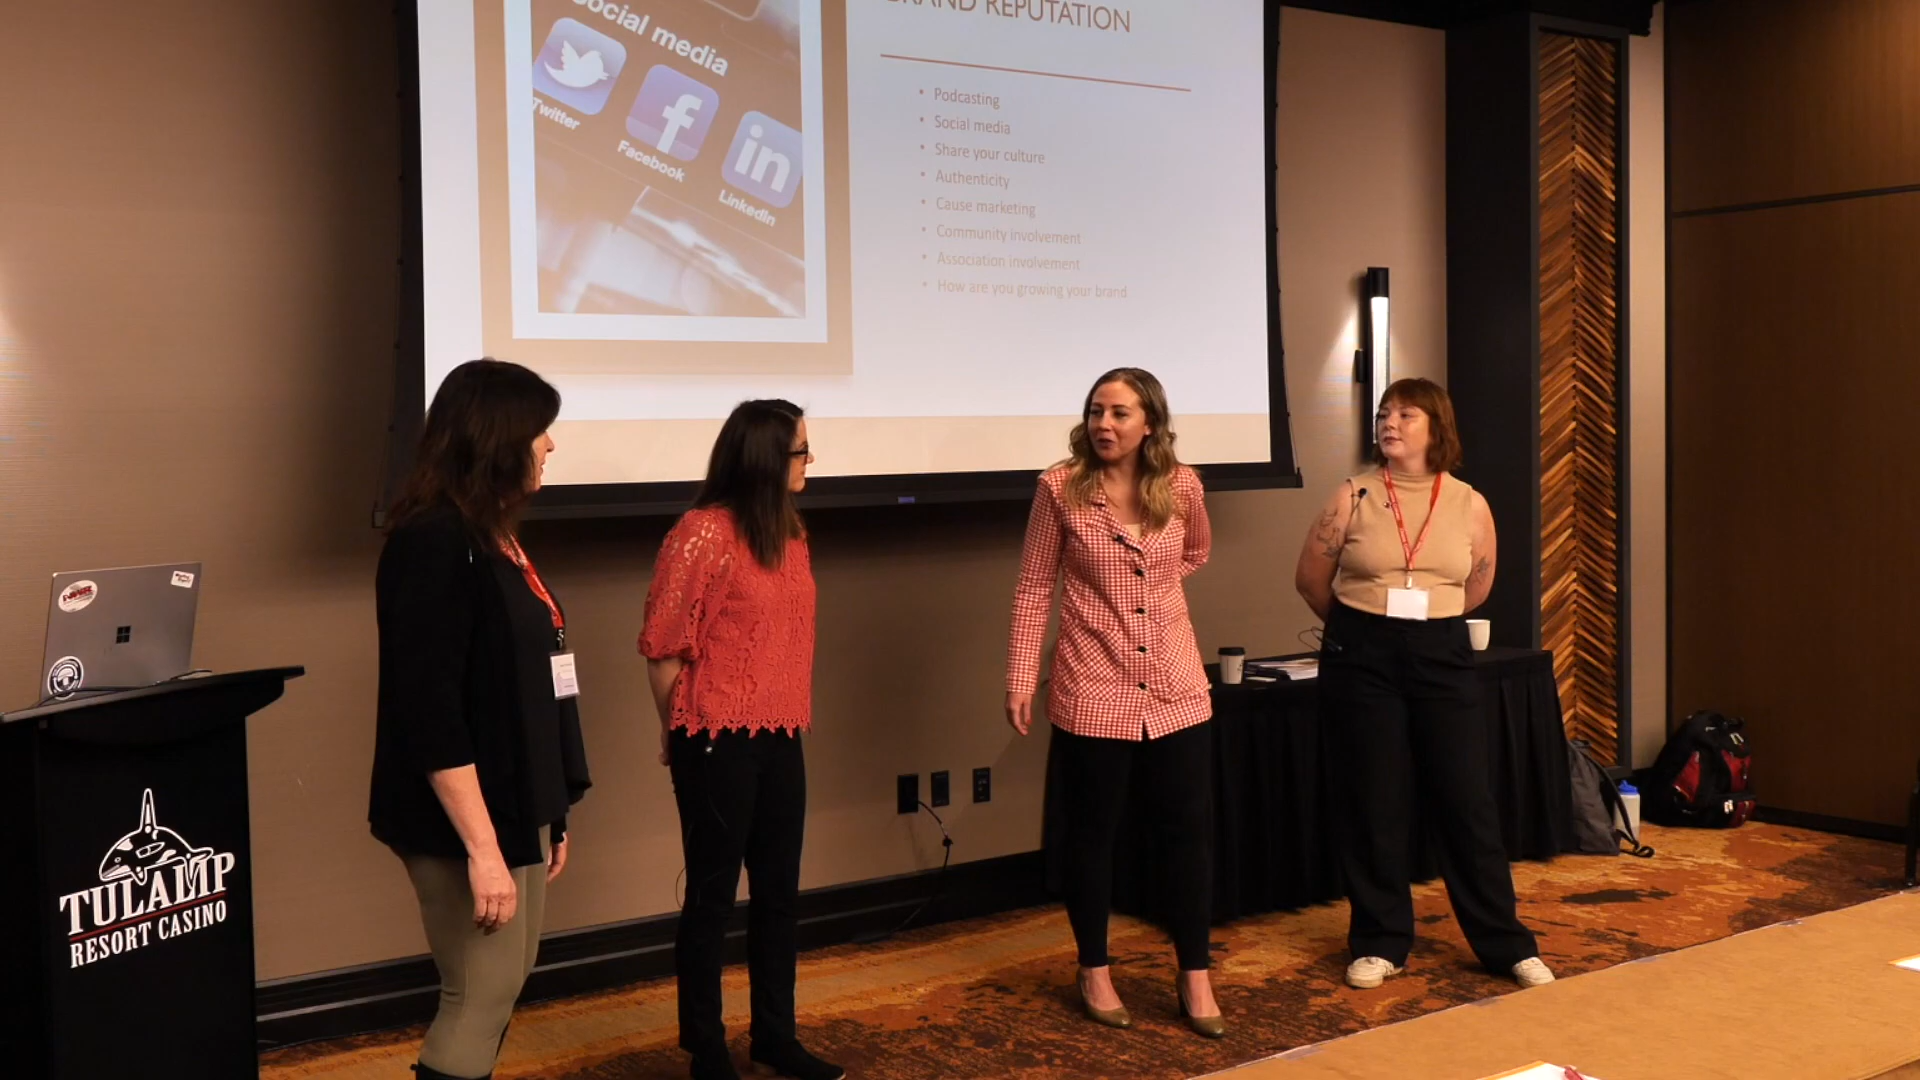 Social media
Twitter
Facebook
LinkedIn
BRAND REPUTATION
• Podcasting
• Social media
• Share your culture
• Authenticity
• Cause marketing
• Community involvement
• Association involvement
• How are you growing your brand
TULALIP
RESORT CASINO